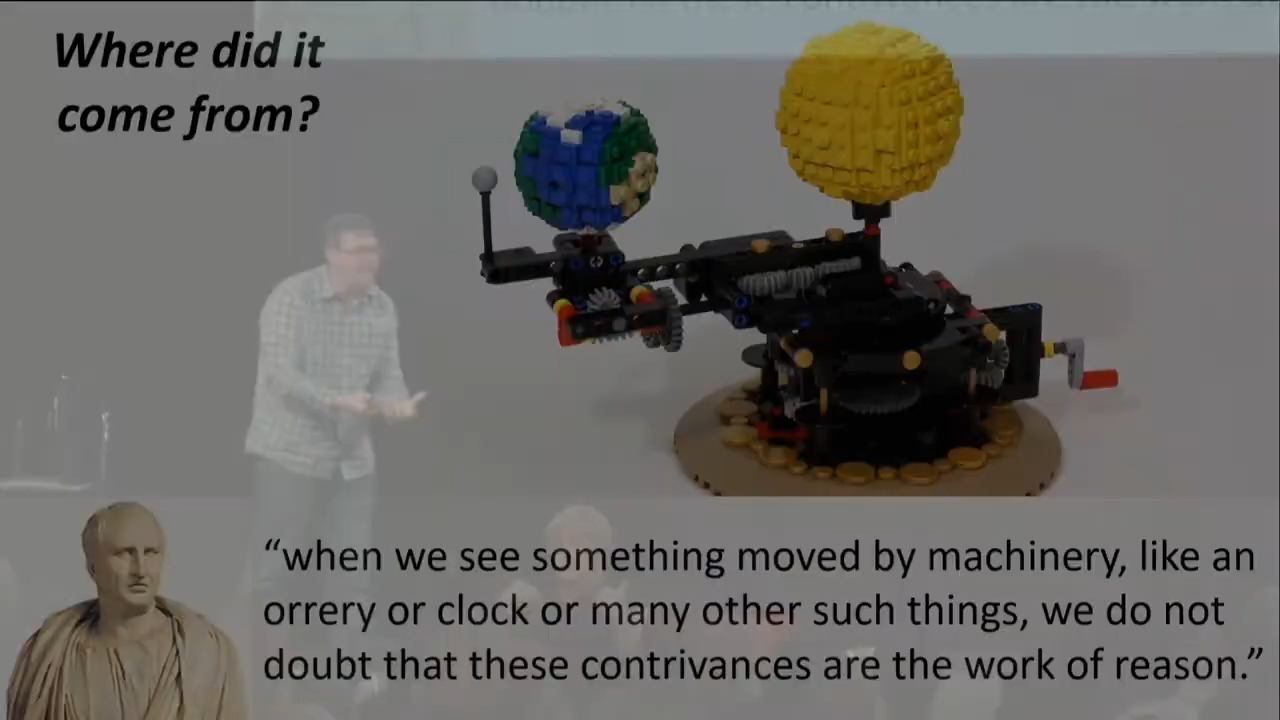 Where did it
come from?
“when we see something moved by machinery, like an
orrery or clock or many other such things, we do not
doubt that these contrivances are the work of reason.”